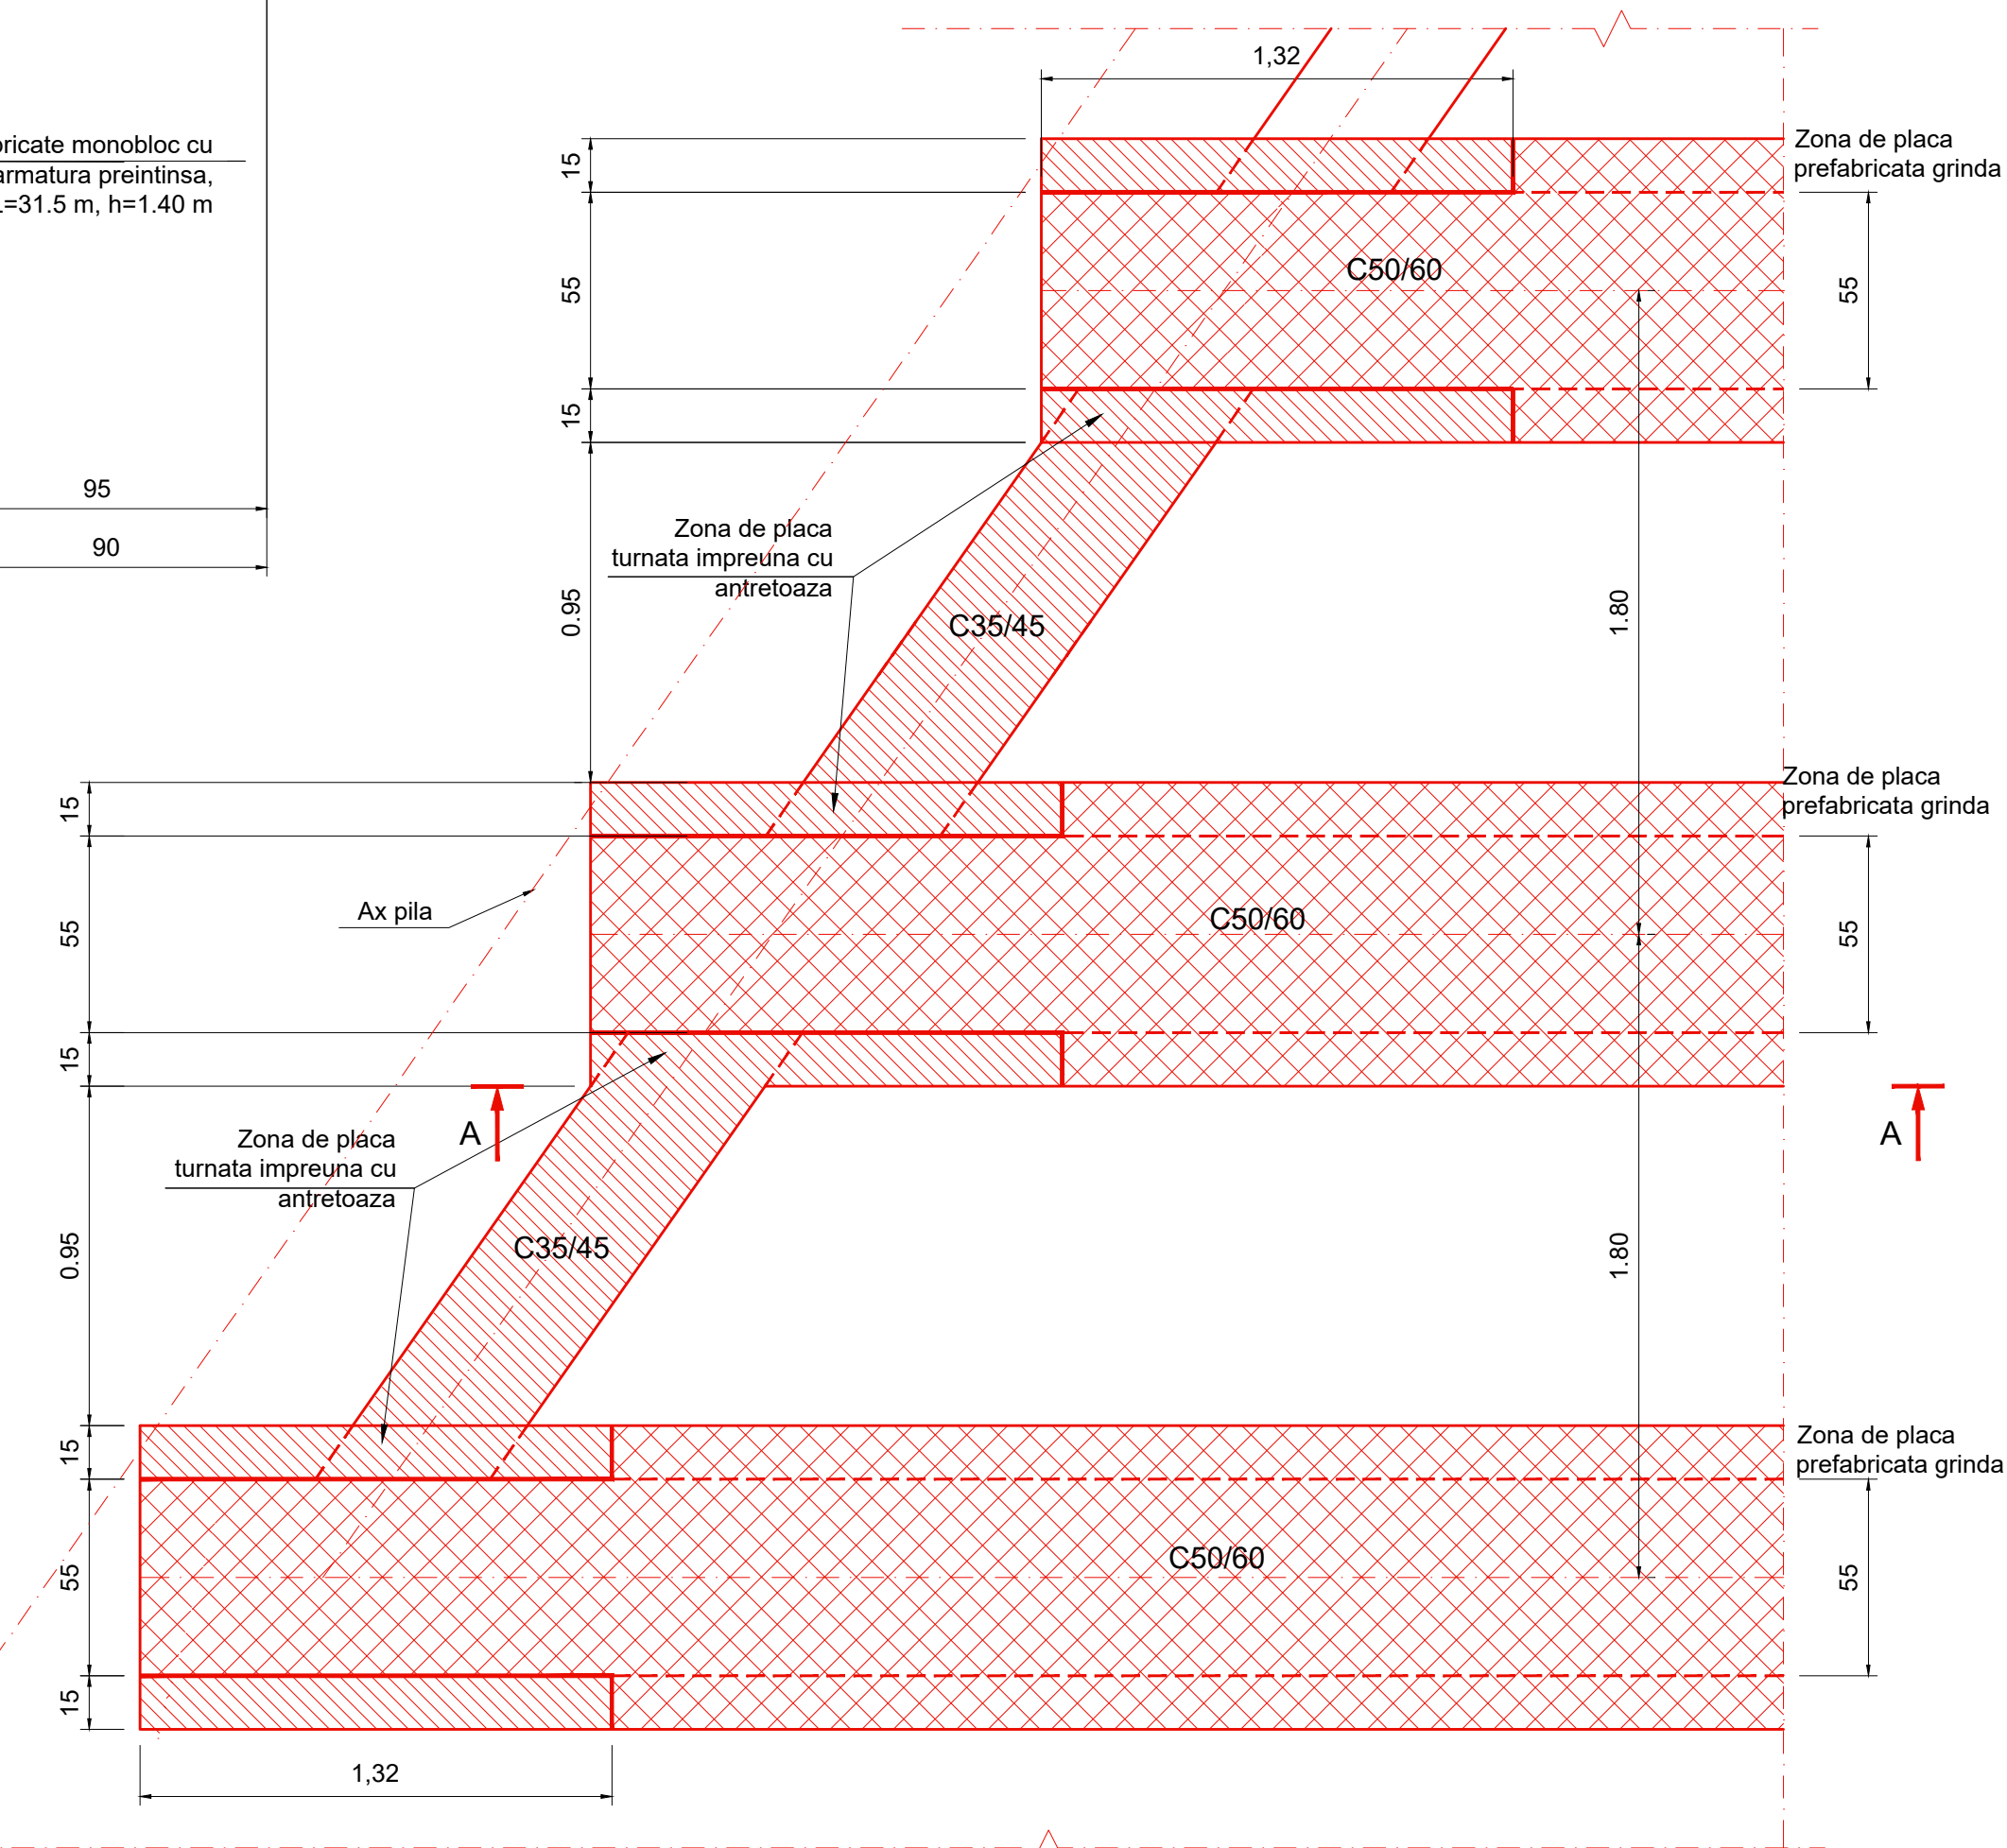 1,32
Zona de placa
prefabricata grinda
ricate monobloc cu
armatura preintinsa,
L=31.5 m, h=1.40 m
15
55
15
C50/60
55
95
90
Zona de placa
turnata impreuna cu
antretoaza
0.95
C35/45
1.80
Zona de placa
prefabricata grinda
15
55
15
Ax pila
C50/60
55
A
A
Zona de placa
turnata impreuna cu
antretoaza
0.95
C35/45
1.80
Zona de placa
prefabricata grinda
15
55
15
C50/60
55
1,32